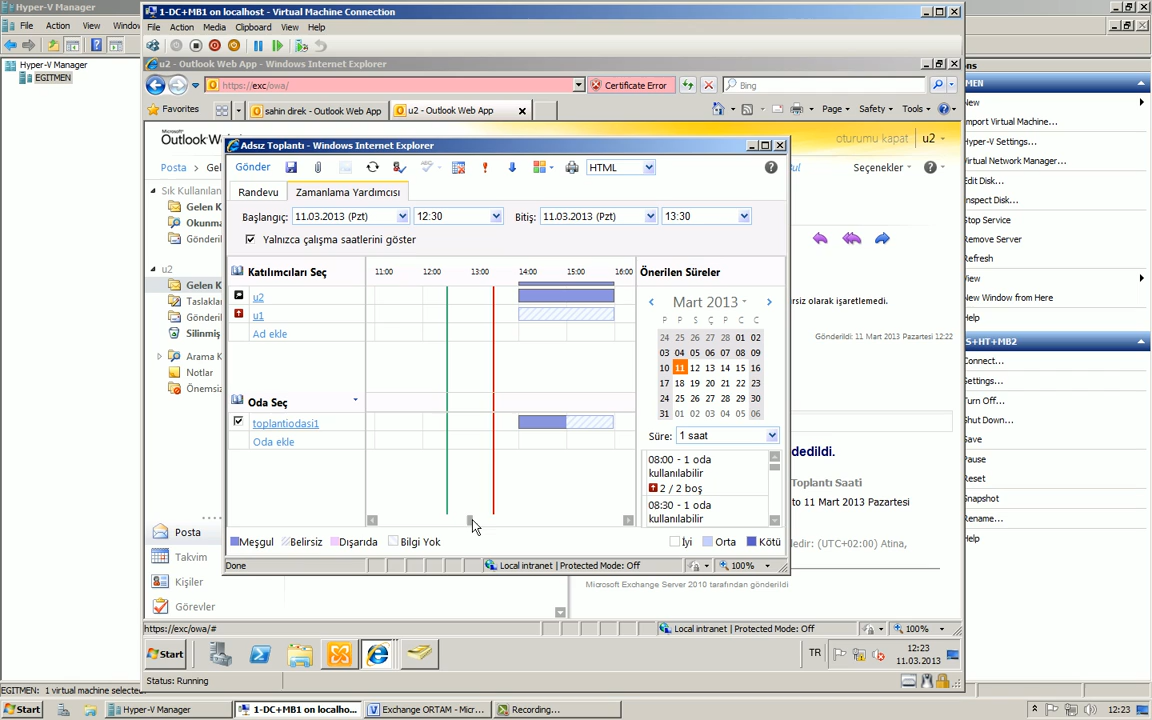 Hyper-V Manager
File Action View Window
Hyper-V Manager
EGITMEN
1-DC+MB1 on localhost - Virtual Machine Connection
File Action Media Clipboard View Help
u2 - Outlook Web App - Windows Internet Explorer
https://exc/owa/
Certificate Error
Bing
Favorites
sahin direk - Outlook Web App
u2 - Outlook Web App
Page
Safety
Tools
Microsoft
Outlook W
oturumu kapat
u2
Posta
Gel
Bul
Seçenekler
Sık Kullanılan
Gelen K
Okunma
Gönderil
u2
Gelen K
Taslaklar
Gönderil
Silinmiş
Arama K
Notlar
Önemsiz
Posta
Takvim
Kişiler
Görevler
Adsız Toplantı - Windows Internet Explorer
Gönder
HTML
Randevu
Zamanlama Yardımcısı
Başlangıç:
11.03.2013 (Pzt)
12:30
Bitiş:
11.03.2013 (Pzt)
13:30
Yalnızca çalışma saatlerini göster
Katılımcıları Seç
11:00 12:00 13:00 14:00 15:00 16:00
u2
u1
Ad ekle
Oda Seç
toplantiodasi1
Oda ekle
Önerilen Süreler
Mart 2013
P P S Ç P C C
24 25 26 27 28 01 02
03 04 05 06 07 08 09
10 11 12 13 14 15 16
17 18 19 20 21 22 23
24 25 26 27 28 29 30
31 01 02 03 04 05 06
Süre:
1 saat
08:00 - 1 oda
kullanılabilir
2 / 2 boş
08:30 - 1 oda
kullanılabilir
Meşgul
Belirsiz
Dışarıda
Bilgi Yok
İyi
Orta
Kötü
Done
Local intranet | Protected Mode: Off
100%
rsiz olarak işaretlemedi.
Gönderildi: 11 Mart 2013 Pazartesi 12:22
dedildi.
Toplantı Saati
to 11 Mart 2013 Pazartesi
edir: (UTC+02:00) Atina,
Microsoft Exchange Server 2010 tarafından gönderildi
https://exc/owa/#
Local intranet | Protected Mode: Off
100%
Start
TR
12:23
11.03.2013
Status: Running
ons
MEN
New
mport Virtual Machine...
Hyper-V Settings...
Virtual Network Manager...
Edit Disk...
nspect Disk...
Stop Service
Remove Server
Refresh
View
New Window from Here
Help
S+HT+MB2
Connect...
Settings...
Turn Off...
Shut Down...
Save
Pause
Reset
Snapshot
Rename...
Help
EGITMEN: 1 virtual machine selected.
Start
Hyper-V Manager
1-DC+MB1 on localho...
Exchange ORTAM - Micr...
Recording...
12:23